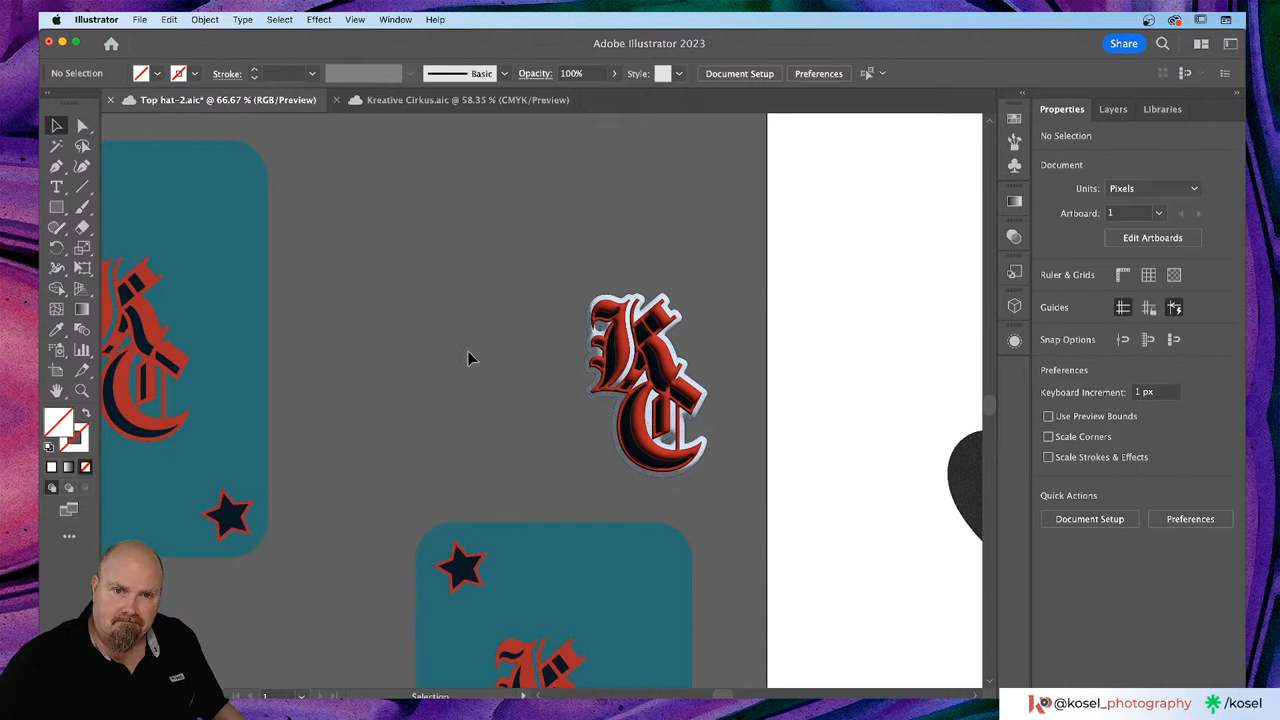 Illustrator File Edit Object Type Select Effect View Window Help
Adobe Illustrator 2023
Share
No Selection
Stroke:
Basic
Opacity: 100%
Style:
Document Setup
Preferences
Top hat-2.aic* @ 66.67 % (RGB/Preview)
Kreative Cirkus.aic @ 58.35 % (CMYK/Preview)
Properties Layers Libraries
No Selection
Document
Units: Pixels
Artboard: 1
Edit Artboards
Ruler & Grids
Guides
Snap Options
Preferences
Keyboard Increment: 1 px
Use Preview Bounds
Scale Corners
Scale Strokes & Effects
Quick Actions
Document Setup
Preferences
KC
KC
K
1
Selection
@kosel_photography
/kosel